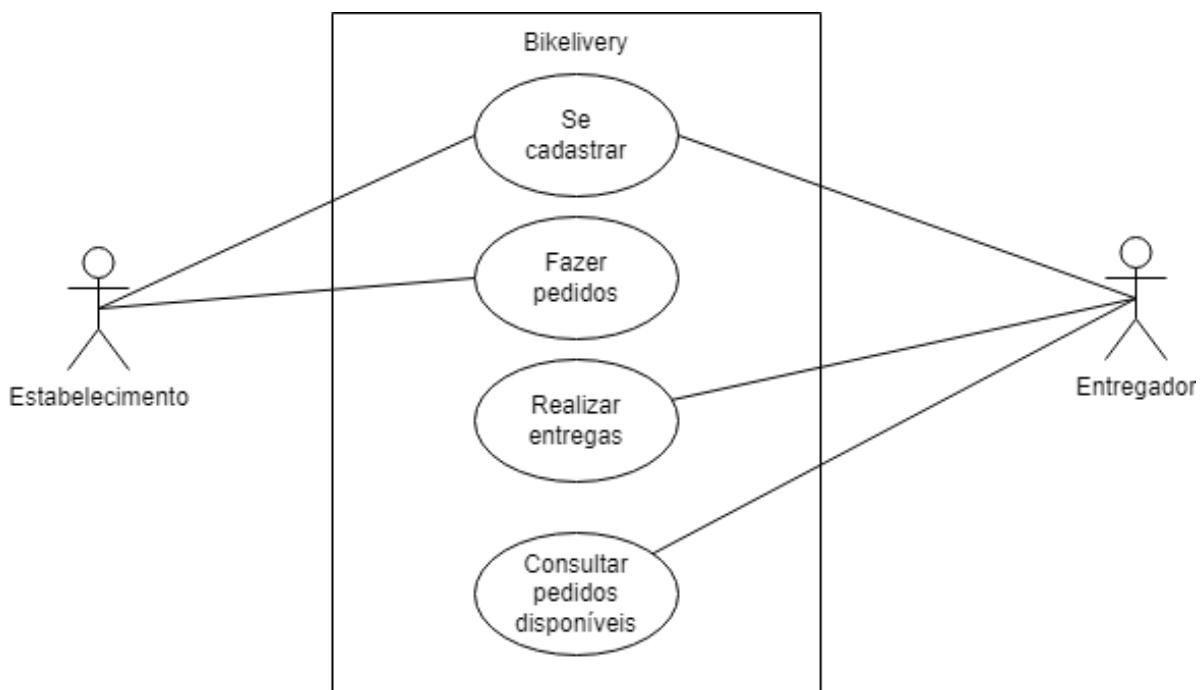 Bikelivery
Se
cadastrar
Fazer
pedidos
Estabelecimento
Entregador
Realizar
entregas
Consultar
pedidos
disponíveis